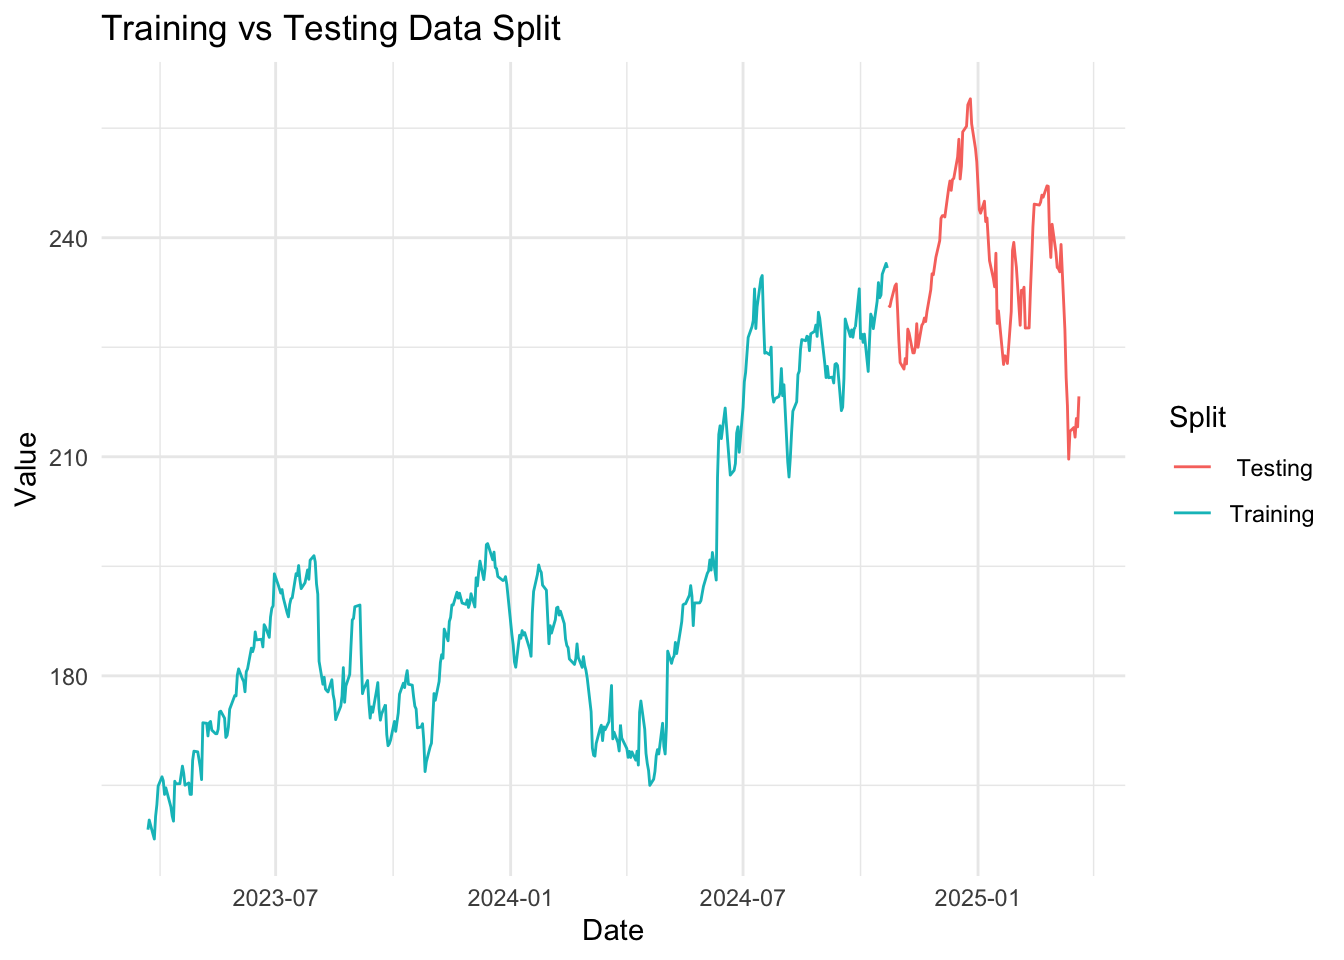 Training vs Testing Data Split
240
210
180
Value
2023-07
2024-01
2024-07
2025-01
Date
Split
Testing
Training